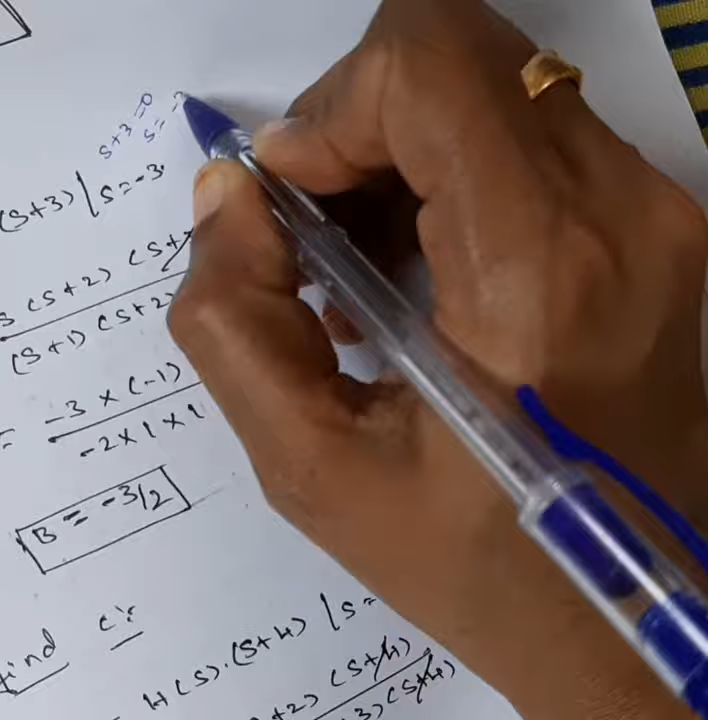 s+3=0
s=-3
(s+3) | s=-3
s (s+2) (s+
(s+1) (s+2)
= -3 × (-1)
-2 × 1 × 1
B = -3/2
find C:
H(s).(s+4) | s=
+2) (s+4)
3) (s+4)